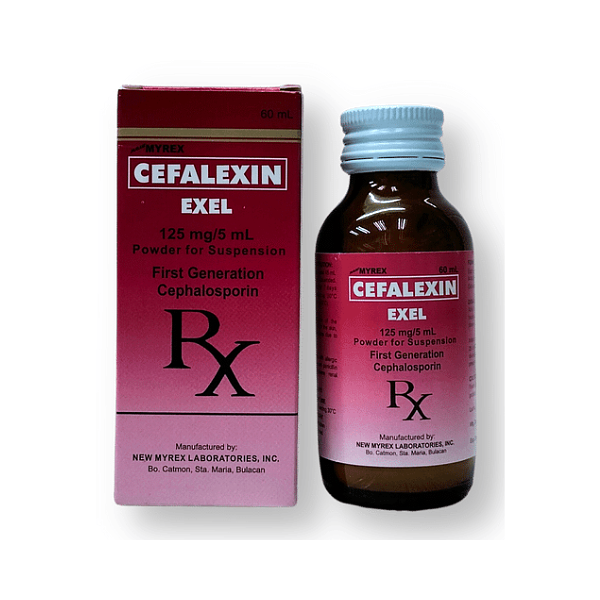 60 mL
MYREX
CEFALEXIN
EXEL
125 mg/5 mL
Powder for Suspension
First Generation
Cephalosporin
Rx
Manufactured by:
NEW MYREX LABORATORIES, INC.
Bo. Catmon, Sta. Maria, Bulacan
MYREX 60 mL
CEFALEXIN
EXEL
125 mg/5 mL
Powder for Suspension
First Generation
Cephalosporin
Rx
Manufactured by:
NEW MYREX LABORATORIES, INC.
Bo. Catmon, Sta. Maria, Bulacan